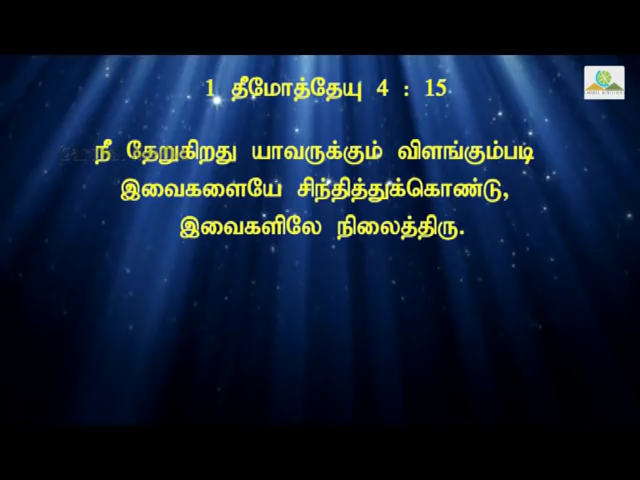 1 தீமோத்தேயு 4 : 15
நீ தேறுகிறது யாவருக்கும் விளங்கும்படி
இவைகளையே சிந்தித்துக்கொண்டு,
இவைகளிலே நிலைத்திரு.